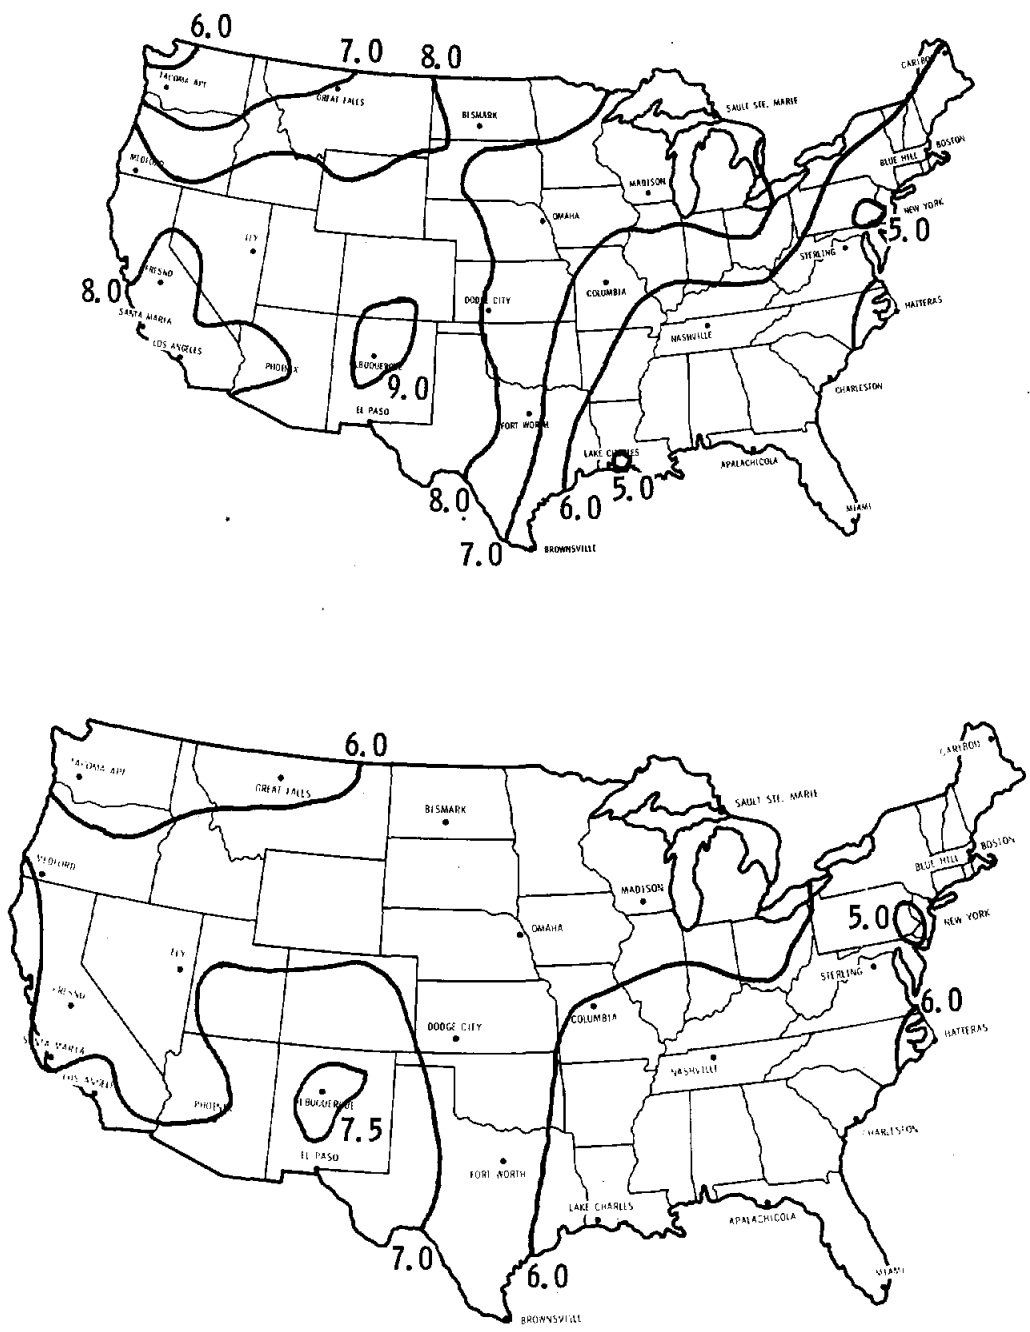 6.0
7.0
8.0
CARIBOU
TACOMA APT
GREAT FALLS
BISMARK
SAULT STE. MARIE
BOSTON
BLUE HILL
MEDFORD
MADISON
NEW YORK
OMAHA
5.0
ELY
STERLING
FRESNO
8.0
COLUMBIA
DODGE CITY
HATTERAS
SANTA MARIA
NASHVILLE
LOS ANGELES
PHOENIX
ALBUQUERQUE
9.0
CHARLESTON
EL PASO
FORT WORTH
LAKE CHARLES
APALACHICOLA
8.0
6.0
5.0
MIAMI
7.0
BROWNSVILLE
6.0
CARIBOU
TACOMA APT
GREAT FALLS
SAULT STE. MARIE
BISMARK
BOSTON
BLUE HILL
MEDFORD
MADISON
5.0
NEW YORK
OMAHA
ELY
STERLING
FRESNO
6.0
COLUMBIA
DODGE CITY
HATTERAS
SANTA MARIA
NASHVILLE
LOS ANGELES
PHOENIX
ALBUQUERQUE
7.5
CHARLESTON
EL PASO
FORT WORTH
LAKE CHARLES
APALACHICOLA
7.0
6.0
MIAMI
BROWNSVILLE